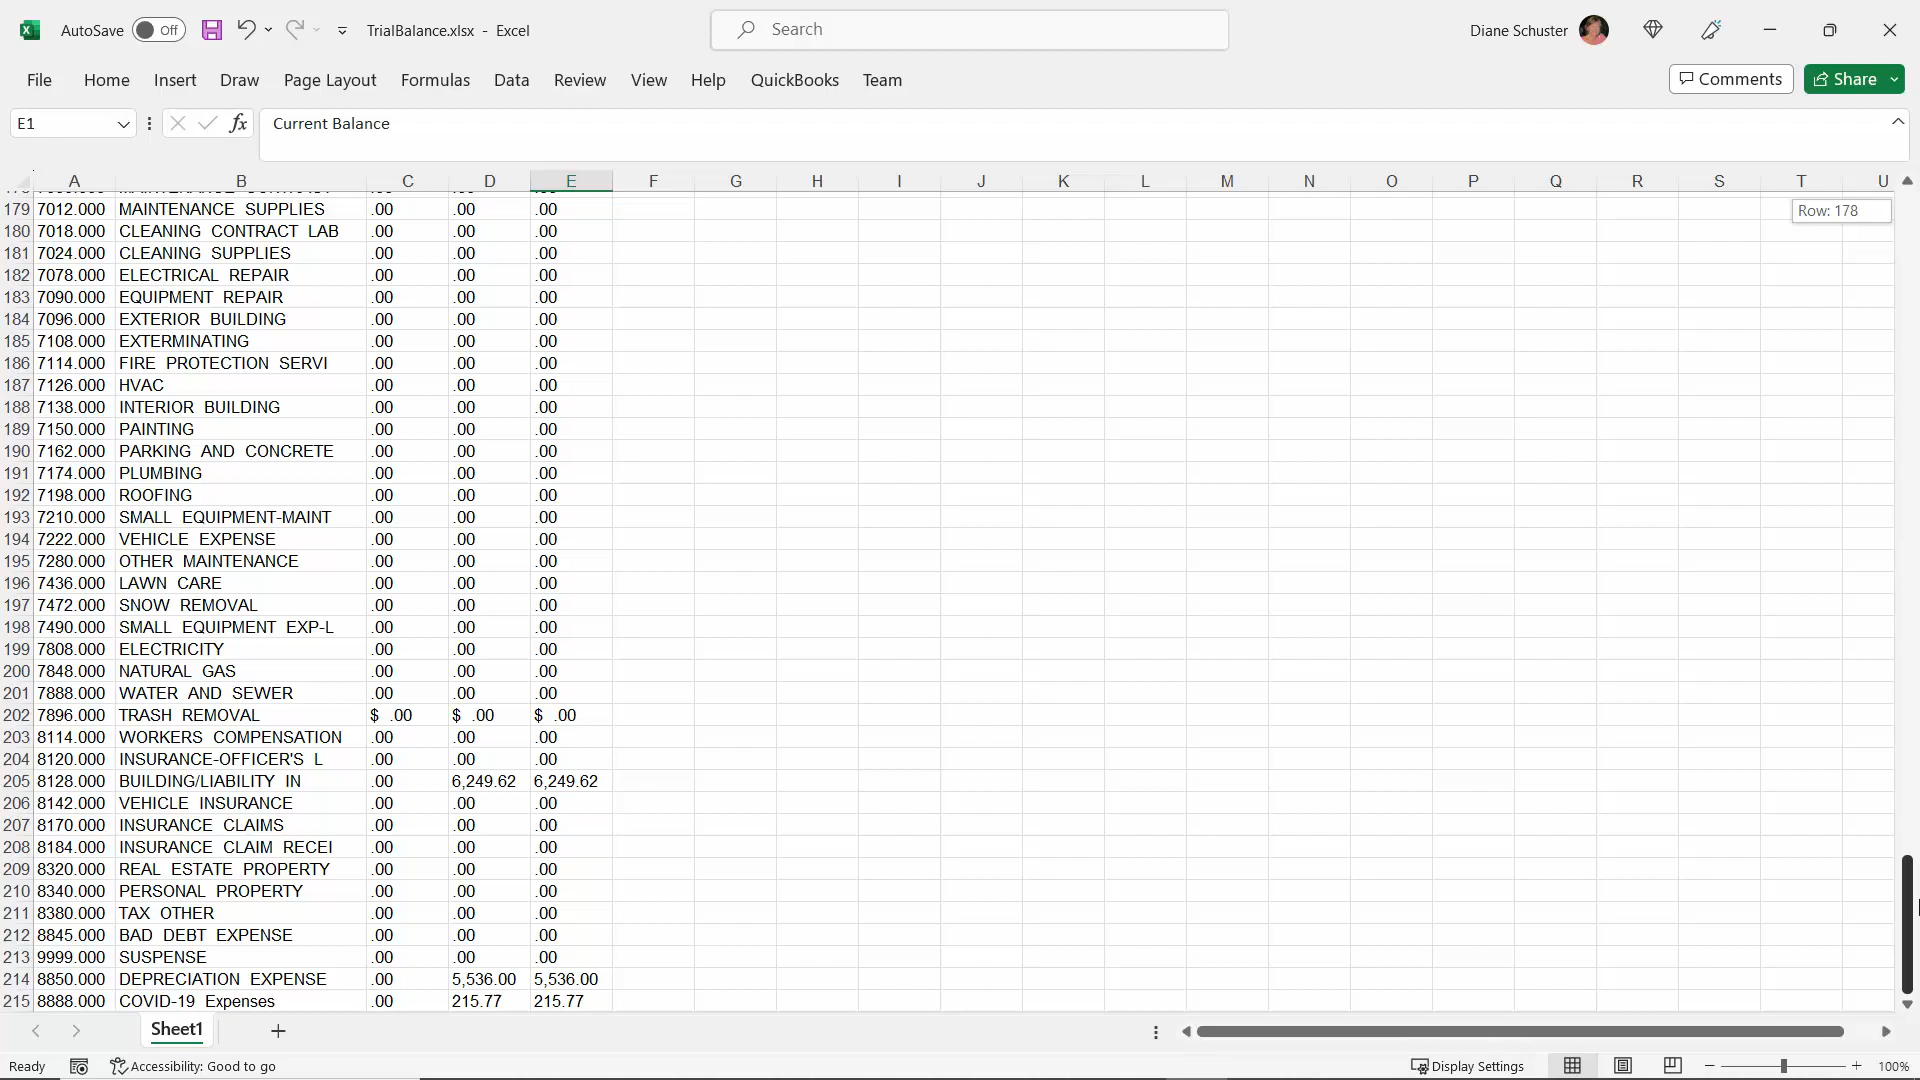 AutoSave Off TrialBalance.xlsx - Excel Search Diane Schuster
File Home Insert Draw Page Layout Formulas Data Review View Help QuickBooks Team Comments Share
E1 fx Current Balance
A B C D E F G H I J K L M N O P Q R S T U
Row: 178
179 7012.000 MAINTENANCE SUPPLIES .00 .00 .00
180 7018.000 CLEANING CONTRACT LAB .00 .00 .00
181 7024.000 CLEANING SUPPLIES .00 .00 .00
182 7078.000 ELECTRICAL REPAIR .00 .00 .00
183 7090.000 EQUIPMENT REPAIR .00 .00 .00
184 7096.000 EXTERIOR BUILDING .00 .00 .00
185 7108.000 EXTERMINATING .00 .00 .00
186 7114.000 FIRE PROTECTION SERVI .00 .00 .00
187 7126.000 HVAC .00 .00 .00
188 7138.000 INTERIOR BUILDING .00 .00 .00
189 7150.000 PAINTING .00 .00 .00
190 7162.000 PARKING AND CONCRETE .00 .00 .00
191 7174.000 PLUMBING .00 .00 .00
192 7198.000 ROOFING .00 .00 .00
193 7210.000 SMALL EQUIPMENT-MAINT .00 .00 .00
194 7222.000 VEHICLE EXPENSE .00 .00 .00
195 7280.000 OTHER MAINTENANCE .00 .00 .00
196 7436.000 LAWN CARE .00 .00 .00
197 7472.000 SNOW REMOVAL .00 .00 .00
198 7490.000 SMALL EQUIPMENT EXP-L .00 .00 .00
199 7808.000 ELECTRICITY .00 .00 .00
200 7848.000 NATURAL GAS .00 .00 .00
201 7888.000 WATER AND SEWER .00 .00 .00
202 7896.000 TRASH REMOVAL $ .00 $ .00 $ .00
203 8114.000 WORKERS COMPENSATION .00 .00 .00
204 8120.000 INSURANCE-OFFICER'S L .00 .00 .00
205 8128.000 BUILDING/LIABILITY IN .00 6,249.62 6,249.62
206 8142.000 VEHICLE INSURANCE .00 .00 .00
207 8170.000 INSURANCE CLAIMS .00 .00 .00
208 8184.000 INSURANCE CLAIM RECEI .00 .00 .00
209 8320.000 REAL ESTATE PROPERTY .00 .00 .00
210 8340.000 PERSONAL PROPERTY .00 .00 .00
211 8380.000 TAX OTHER .00 .00 .00
212 8845.000 BAD DEBT EXPENSE .00 .00 .00
213 9999.000 SUSPENSE .00 .00 .00
214 8850.000 DEPRECIATION EXPENSE .00 5,536.00 5,536.00
215 8888.000 COVID-19 Expenses .00 215.77 215.77
Sheet1
Ready Accessibility: Good to go Display Settings 100%